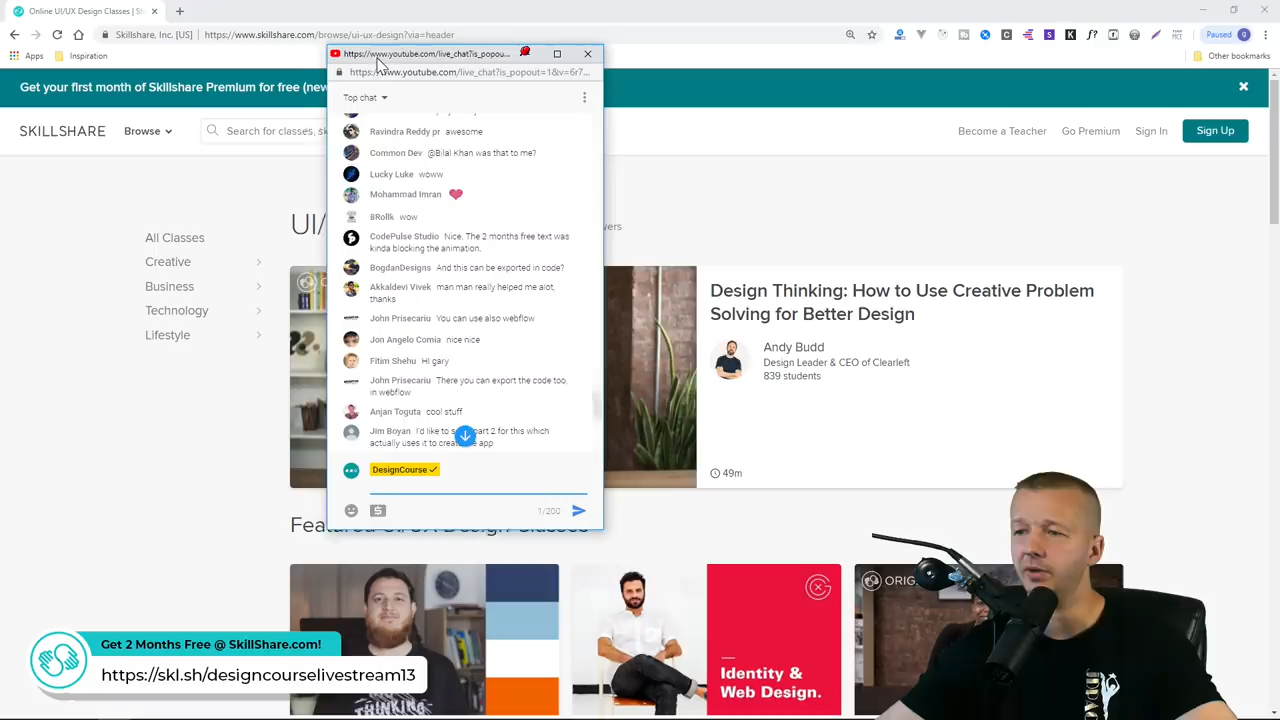 Online UI/UX Design Classes
Skillshare, Inc. [US]
https://www.skillshare.com/browse/ui-ux-design?via=header
Paused
Apps
Inspiration
Other bookmarks
Get your first month of Skillshare Premium for free (new
SKILLSHARE
Browse
Search for classes, sk
Become a Teacher
Go Premium
Sign In
Sign Up
https://www.youtube.com/live_chat?is_popou...
https://www.youtube.com/live_chat?is_popout=1&v=6r7...
Top chat
Ravindra Reddy pr awesome
Common Dev @Bilal Khan was that to me?
Lucky Luke woww
Mohammad Imran
BRollk wow
CodePulse Studio Nice. The 2 months free text was
kinda blocking the animation.
BogdanDesigns And this can be exported in code?
Akkaldevi Vivek man man really helped me alot,
thanks
John Prisecariu You can use also webflow
Jon Angelo Comia nice nice
Fitim Shehu Hi gary
John Prisecariu There you can export the code too,
in webflow
Anjan Toguta cool stuff
Jim Boyan I'd like to part 2 for this which
actually uses it to create app
DesignCourse
1/200
UI/
All Classes
Creative
Business
Technology
Lifestyle
Design Thinking: How to Use Creative Problem
Solving for Better Design
Andy Budd
Design Leader & CEO of Clearleft
839 students
49m
Featured UI/UX Design Classes
THINKING
Identity &
Web Design.
Get 2 Months Free @ SkillShare.com!
https://skl.sh/designcourselivestream13